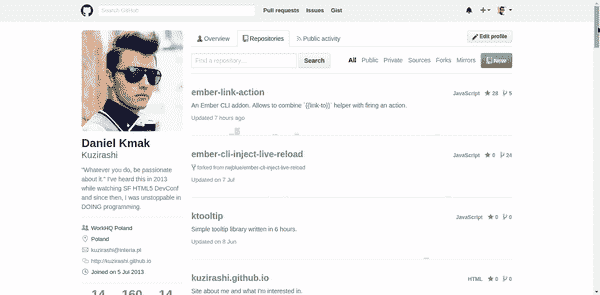 Search GitHub
Pull requests
Issues
Gist
Overview
Repositories
Public activity
Edit profile
Find a repository...
Search
All
Public
Private
Sources
Forks
Mirrors
New
ember-link-action
JavaScript 28 5
An Ember CLI addon. Allows to combine `{{link-to}}` helper with firing an action.
Updated 7 hours ago
ember-cli-inject-live-reload
JavaScript 0 24
forked from rwjblue/ember-cli-inject-live-reload
Updated on 7 Jul
ktooltip
JavaScript 0 0
Simple tooltip library written in 6 hours.
Updated on 8 Jun
kuzirashi.github.io
HTML 0 0
Site about me and what I'm interested in.
Daniel Kmak
Kuzirashi
"Whatever you do, be passionate
about it." I've heard this in 2013
while watching SF HTML5 DevConf
and since then, I was unstoppable in
DOING programming.
WorkHQ Poland
Poland
kuzirashi@interia.pl
http://kuzirashi.github.io
Joined on 5 Jul 2013
14 160 14